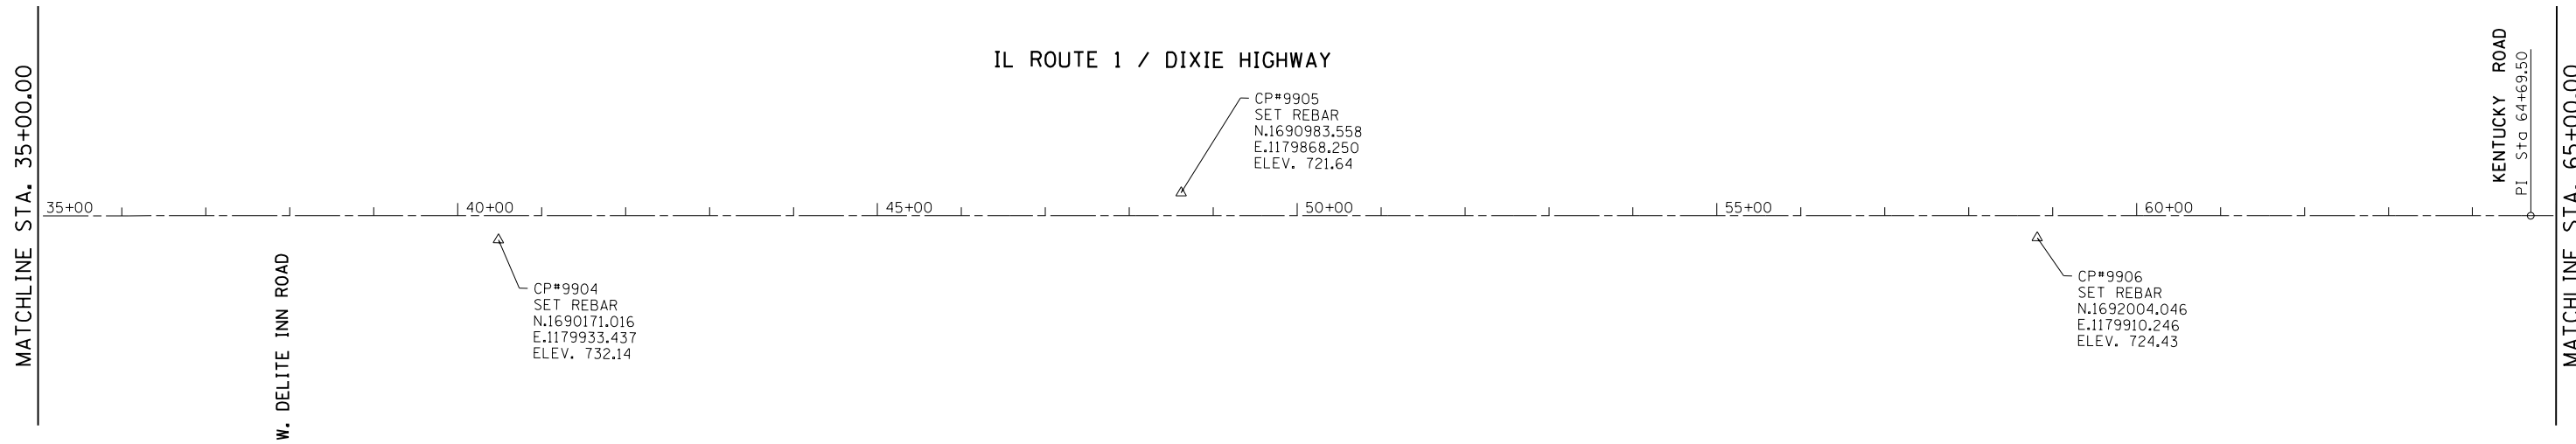 IL ROUTE 1 / DIXIE HIGHWAY
MATCHLINE STA. 35+00.00
35+00
W. DELITE INN ROAD
40+00
CP#9904
SET REBAR
N.1690171.016
E.1179933.437
ELEV. 732.14
45+00
CP#9905
SET REBAR
N.1690983.558
E.1179868.250
ELEV. 721.64
50+00
55+00
CP#9906
SET REBAR
N.1692004.046
E.1179910.246
ELEV. 724.43
60+00
KENTUCKY ROAD
PI Sta 64+69.50
MATCHLINE STA. 65+00.00